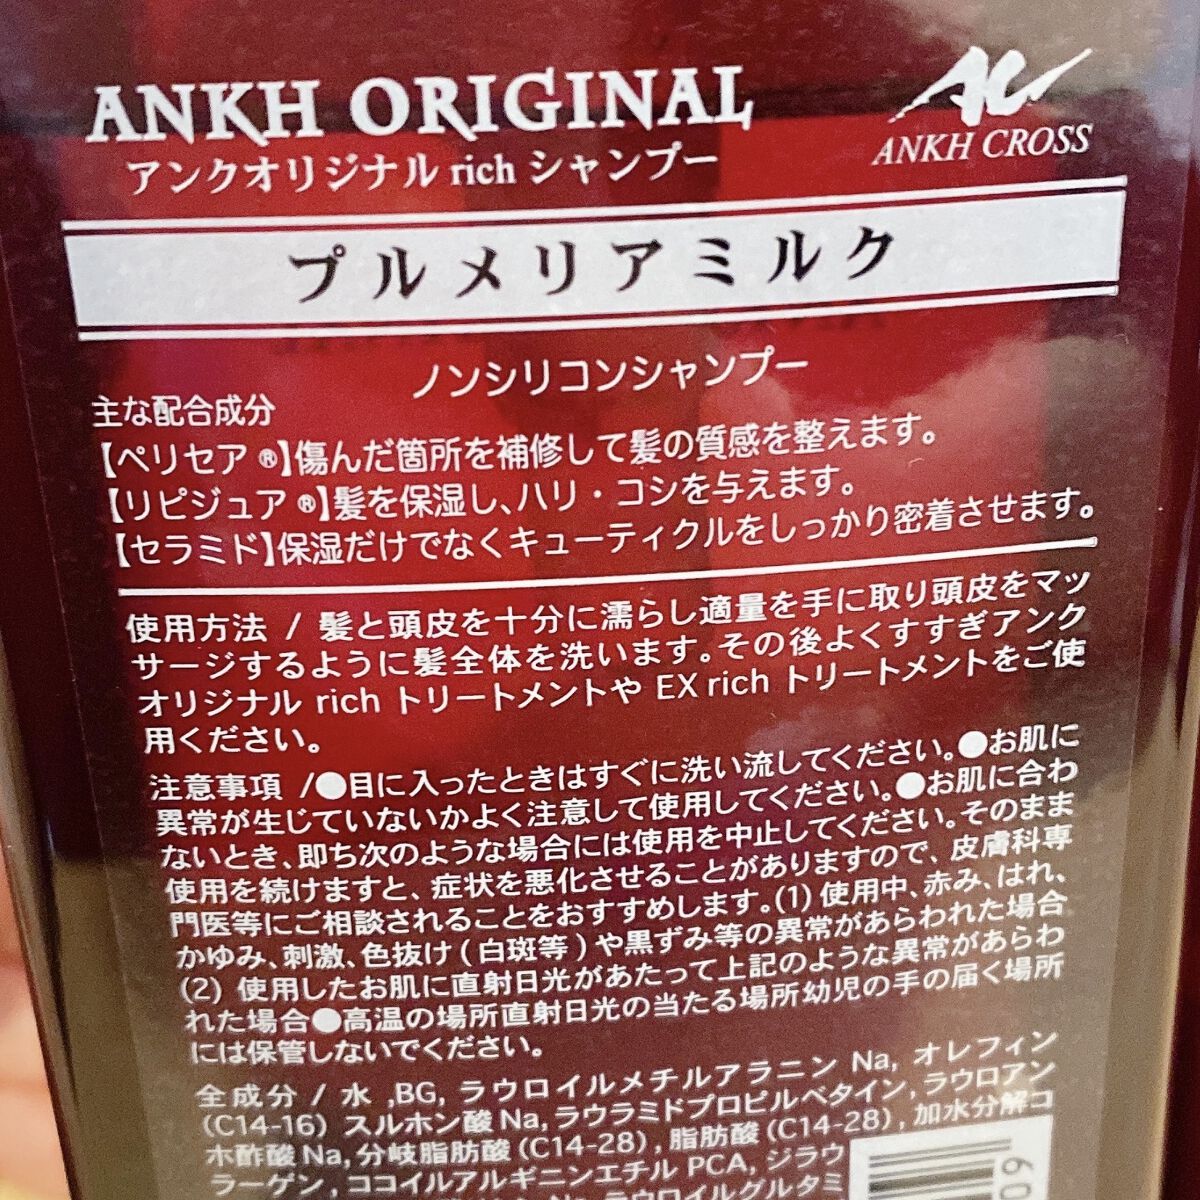 ANKH ORIGINAL
アンクオリジナル rich シャンプー
AC
ANKH CROSS
プルメリアミルク
ノンシリコンシャンプー
主な配合成分
【ペリセア®】傷んだ箇所を補修して髪の質感を整えます。
【リピジュア®】髪を保湿し、ハリ・コシを与えます。
【セラミド】保湿だけでなくキューティクルをしっかり密着させます。
使用方法 / 髪と頭皮を十分に濡らし適量を手に取り頭皮をマッ
サージするように髪全体を洗います。その後よくすすぎアンク
オリジナル rich トリートメントや EX rich トリートメントをご使
用ください。
注意事項 /●目に入ったときはすぐに洗い流してください。●お肌に
異常が生じていないかよく注意して使用してください。●お肌に合わ
ないとき、即ち次のような場合には使用を中止してください。そのまま
使用を続けますと、症状を悪化させることがありますので、皮膚科専
門医等にご相談されることをおすすめします。(1) 使用中、赤み、はれ、
かゆみ、刺激、色抜け ( 白斑等 ) や黒ずみ等の異常があらわれた場合
(2) 使用したお肌に直射日光があたって上記のような異常があらわ
れた場合●高温の場所直射日光の当たる場所幼児の手の届く場所
には保管しないでください。
全成分 / 水 ,BG, ラウロイルメチルアラニン Na, オレフィン
(C14-16) スルホン酸 Na, ラウラミドプロピルベタイン, ラウロアン
ホ酢酸 Na, 分岐脂肪酸 (C14-28) , 脂肪酸 (C14-28) , 加水分解コ
ラーゲン , ココイルアルギニンエチル PCA, ジラウ
ラウロイルグルタミ